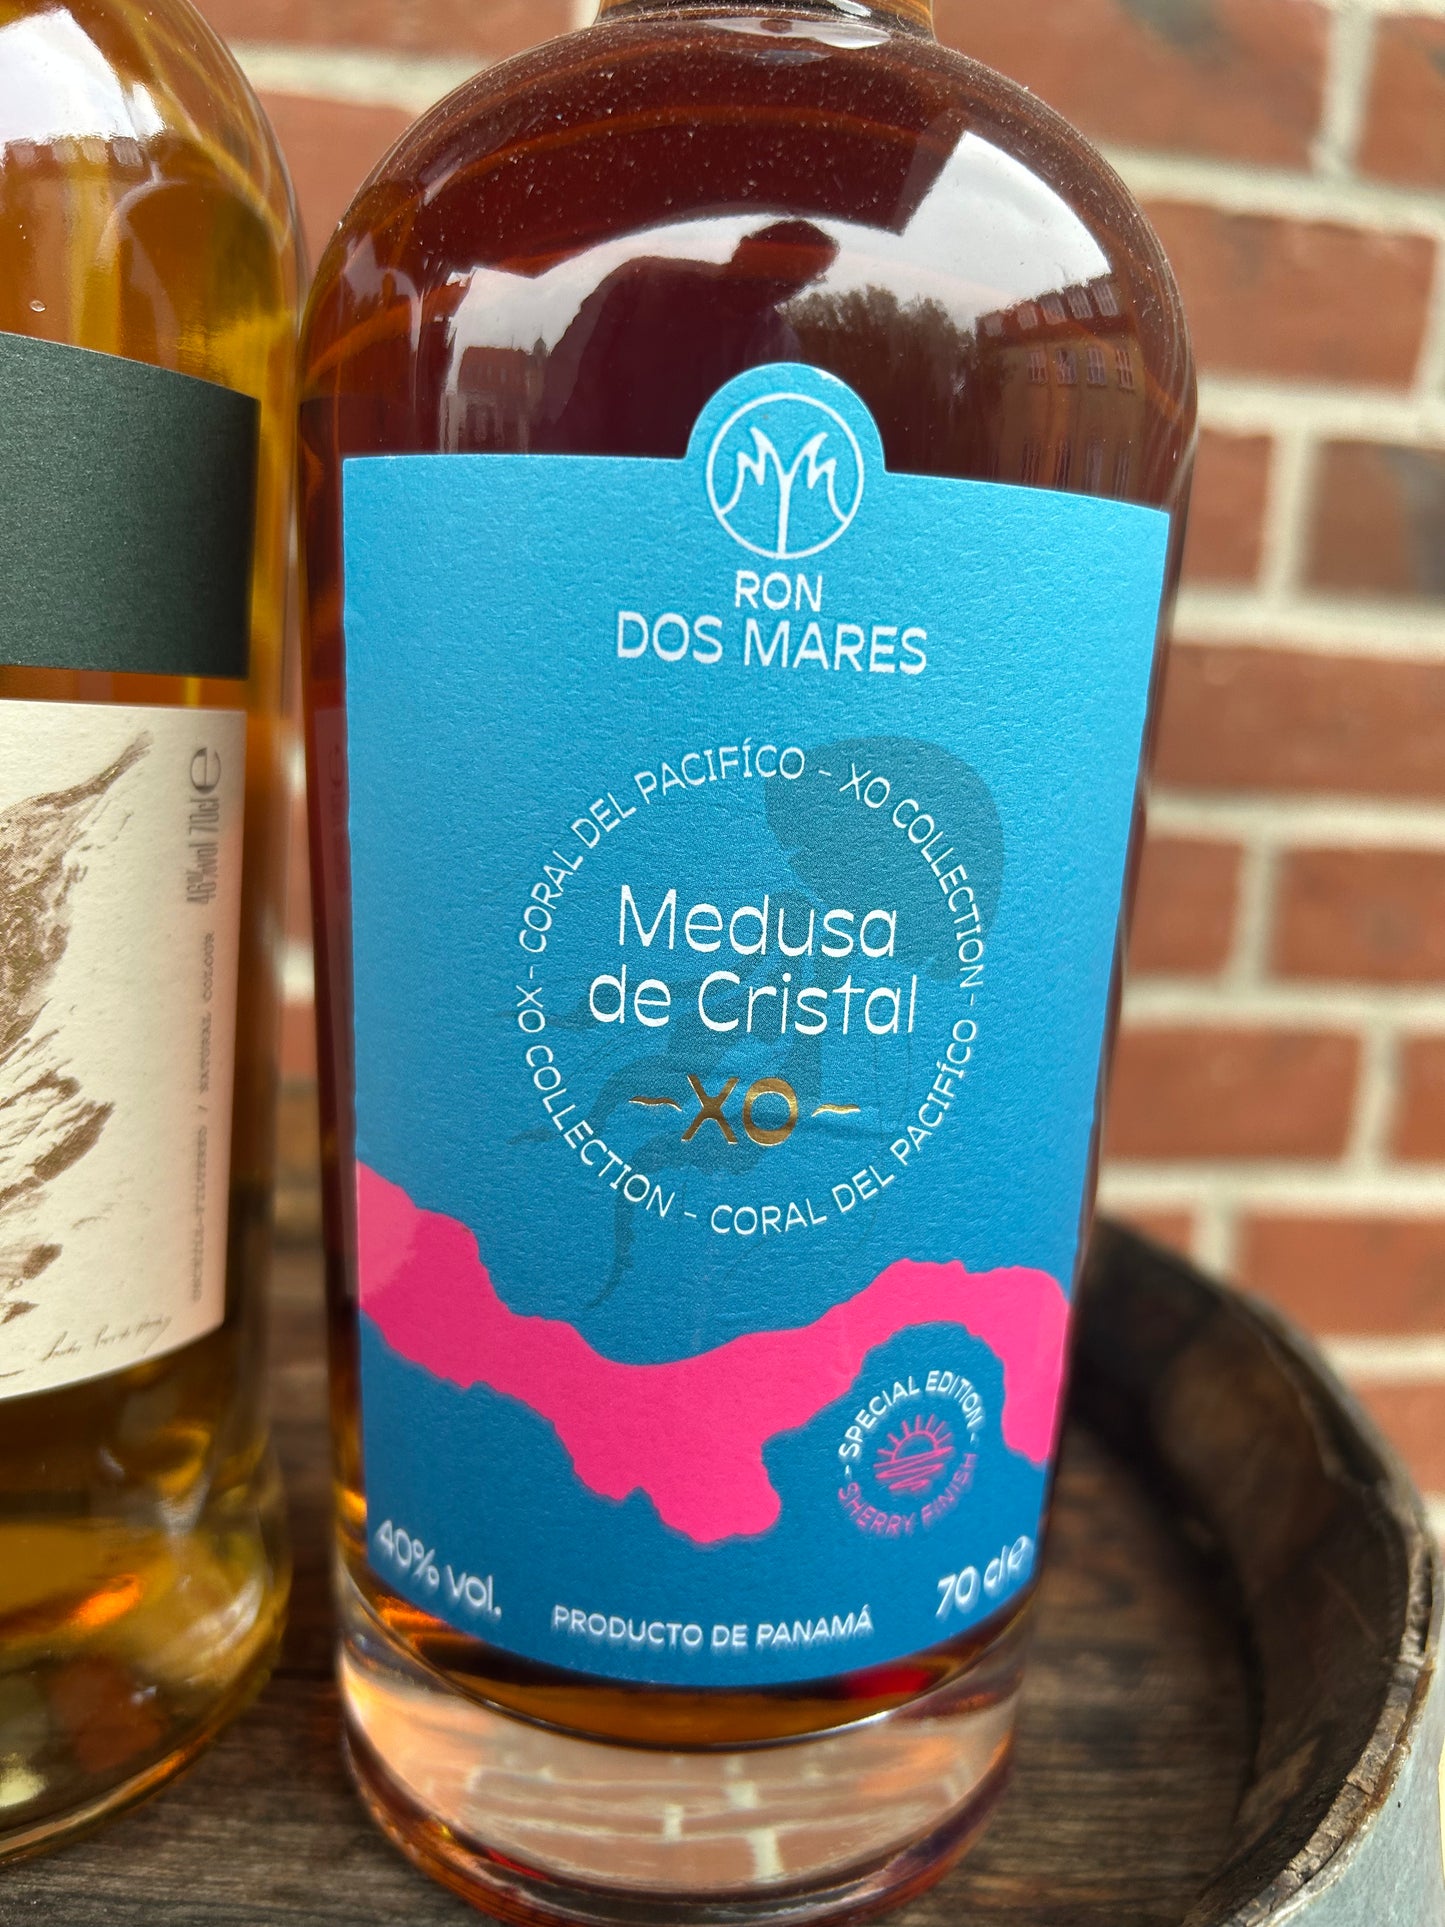 RON
DOS MARES
CORAL DEL PACIFÍCO - XO COLLECTION - CORAL DEL PACIFÍCO - XO COLLECTION -
Medusa
de Cristal
~XO~
- SPECIAL EDITION -
SHERRY FINISH
40% vol.
PRODUCTO DE PANAMÁ
70 cl e
46%vol 70cl e
/ NATURAL COLOUR